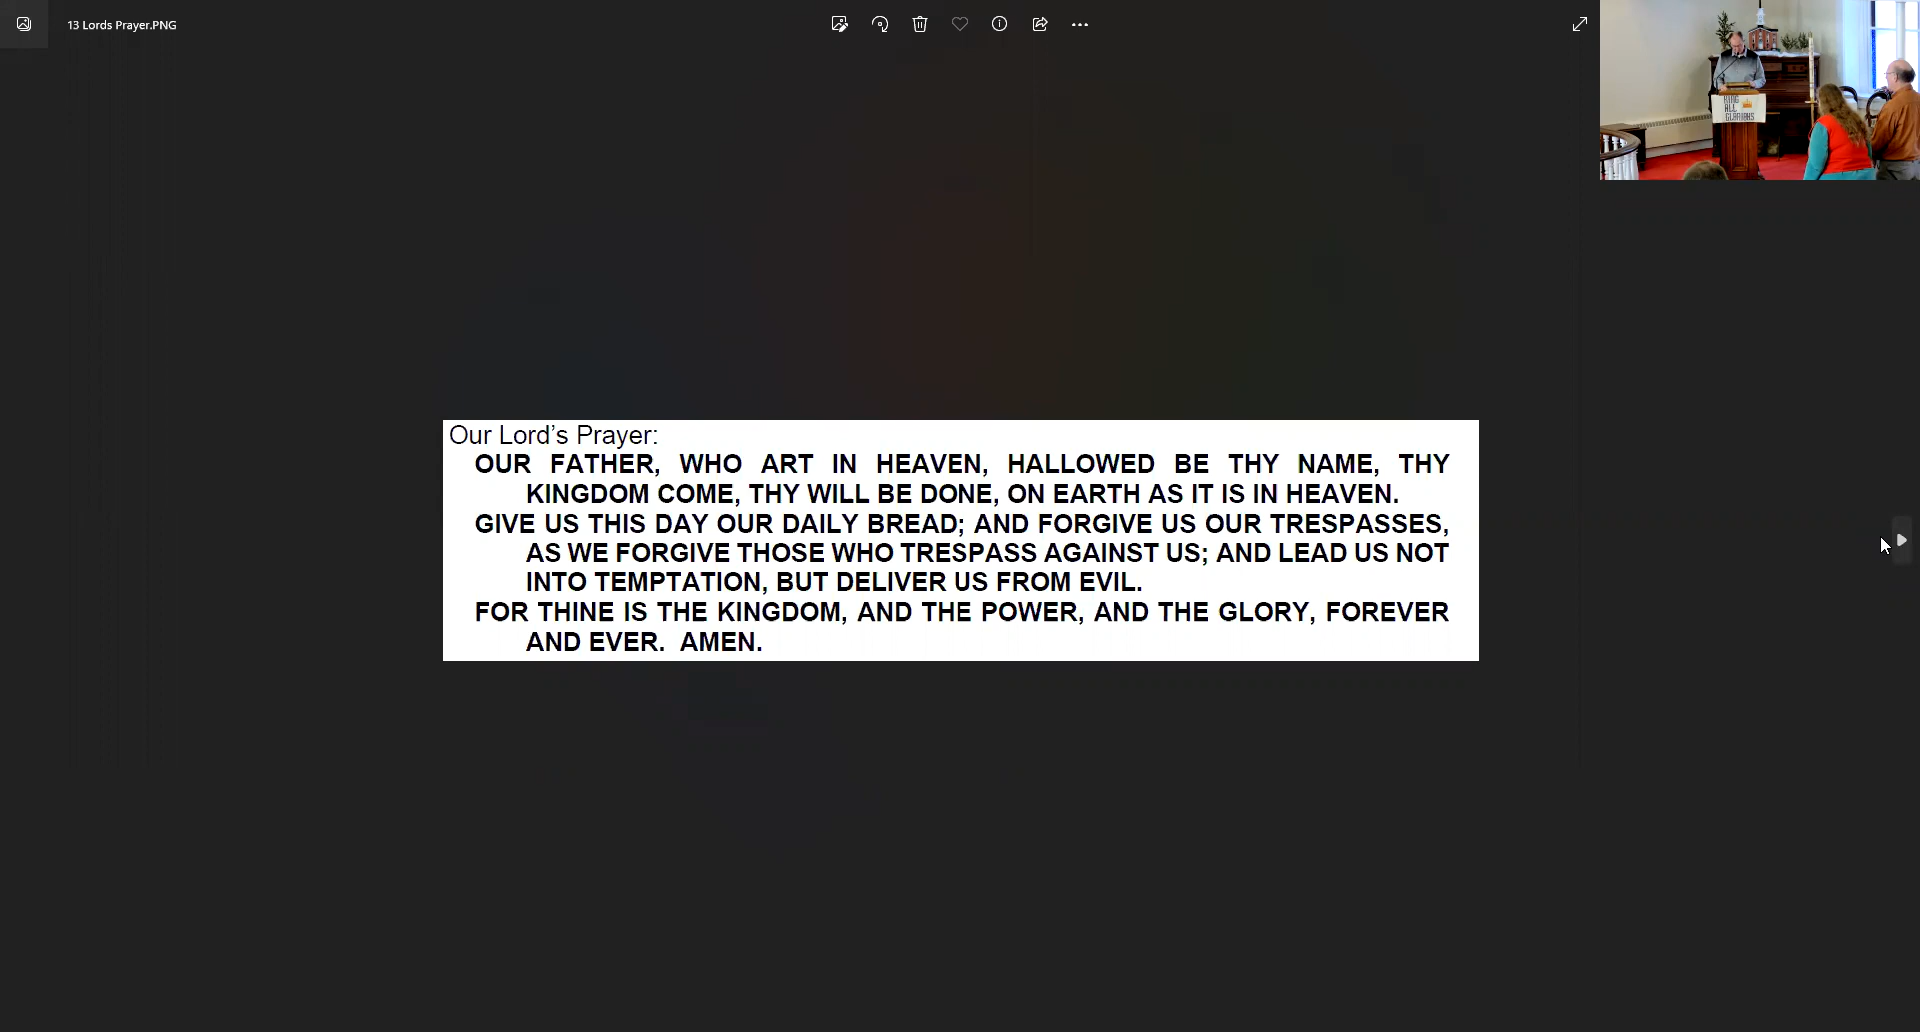 13 Lords Prayer.PNG
KING
ALL
GLORIOUS
Our Lord’s Prayer:
OUR FATHER, WHO ART IN HEAVEN, HALLOWED BE THY NAME, THY
KINGDOM COME, THY WILL BE DONE, ON EARTH AS IT IS IN HEAVEN.
GIVE US THIS DAY OUR DAILY BREAD; AND FORGIVE US OUR TRESPASSES,
AS WE FORGIVE THOSE WHO TRESPASS AGAINST US; AND LEAD US NOT
INTO TEMPTATION, BUT DELIVER US FROM EVIL.
FOR THINE IS THE KINGDOM, AND THE POWER, AND THE GLORY, FOREVER
AND EVER.  AMEN.